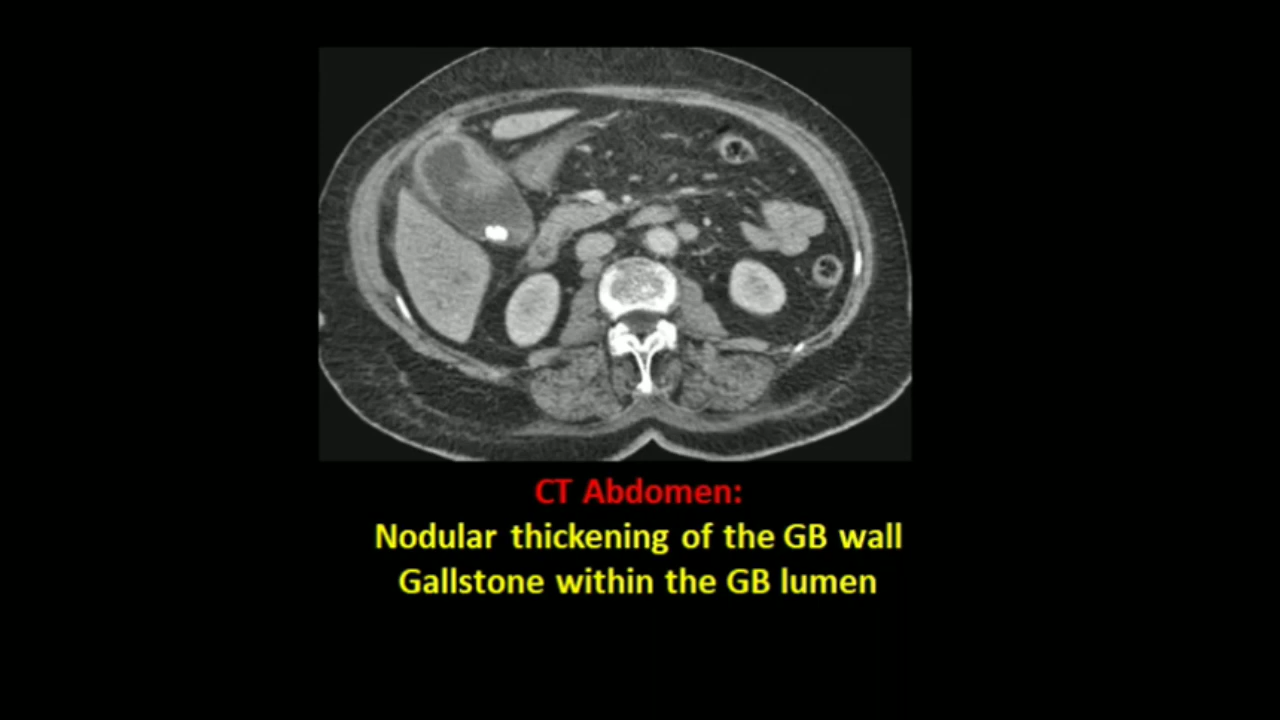 CT Abdomen:
Nodular thickening of the GB wall
Gallstone within the GB lumen